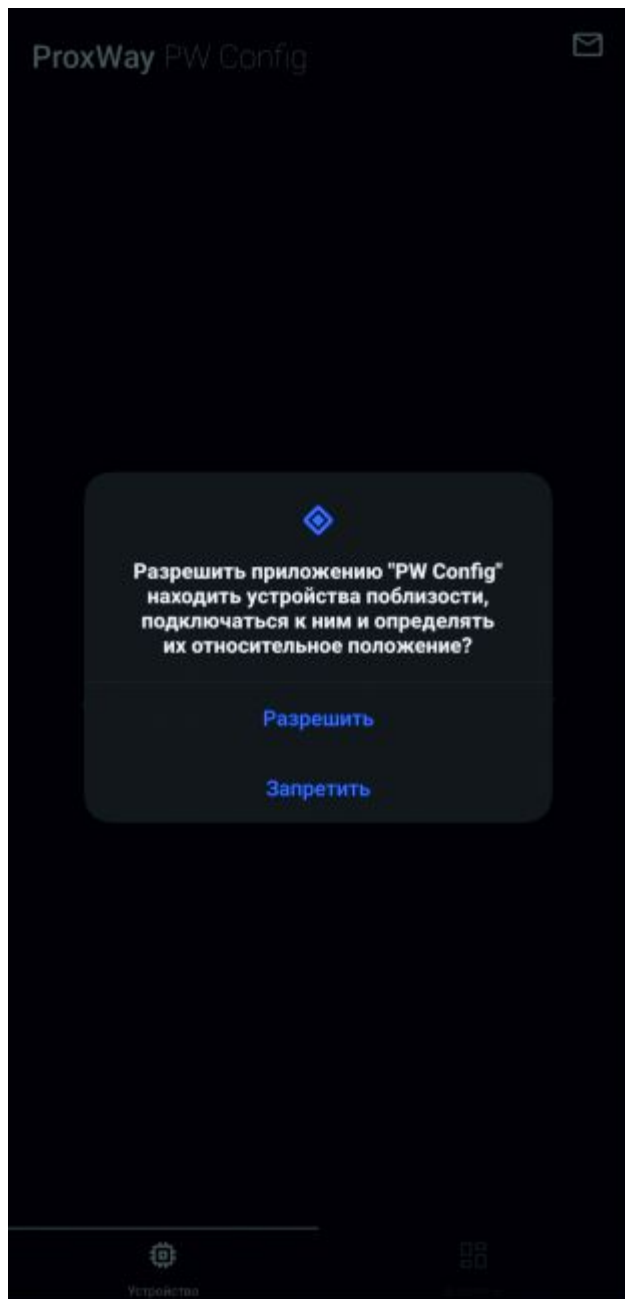 ProxWay PW Config
Разрешить приложению "PW Config"
находить устройства поблизости,
подключаться к ним и определять
их относительное положение?
Разрешить
Запретить
Устройство